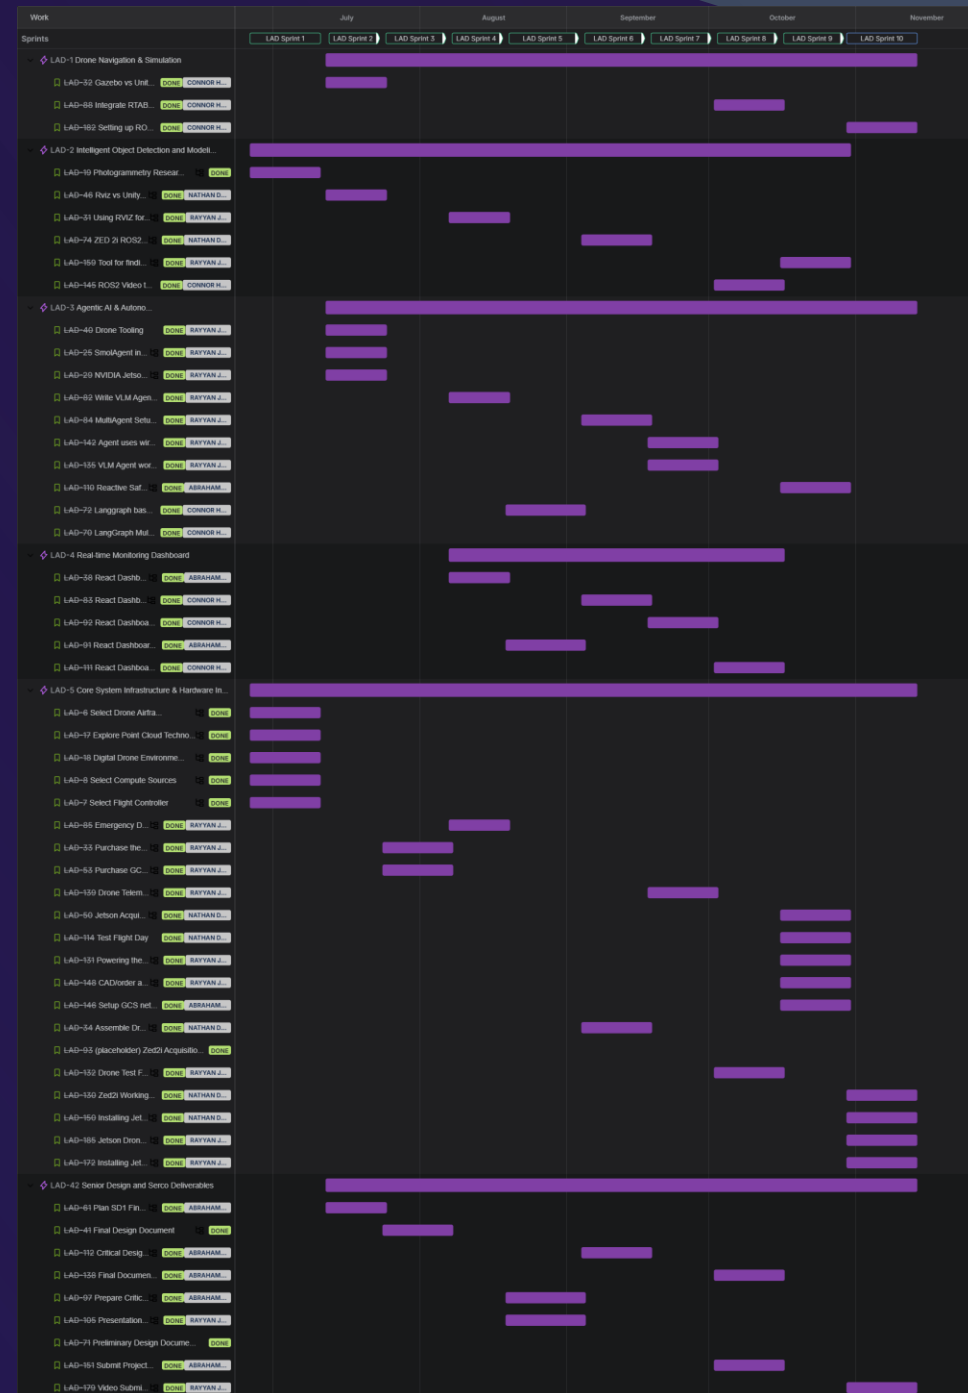 Work July August September October November
Sprints LAD Sprint 1 LAD Sprint 2 LAD Sprint 3 LAD Sprint 4 LAD Sprint 5 LAD Sprint 6 LAD Sprint 7 LAD Sprint 8 LAD Sprint 9 LAD Sprint 10
LAD-1 Drone Navigation & Simulation
LAD-32 Gazebo vs Unit... DONE CONNOR H...
LAD-88 Integrate RTAB... DONE CONNOR H...
LAD-182 Setting up RO... DONE CONNOR H...
LAD-2 Intelligent Object Detection and Modeli...
LAD-19 Photogrammetry Resear... DONE
LAD-46 Rviz vs Unity... DONE NATHAN D...
LAD-31 Using RVIZ for... DONE RAYYAN J...
LAD-74 ZED 2i ROS2... DONE NATHAN D...
LAD-159 Tool for findi... DONE RAYYAN J...
LAD-145 ROS2 Video t... DONE CONNOR H...
LAD-3 Agentic AI & Autono...
LAD-40 Drone Tooling DONE RAYYAN J...
LAD-25 SmolAgent in... DONE RAYYAN J...
LAD-29 NVIDIA Jetso... DONE RAYYAN J...
LAD-82 Write VLM Agen... DONE RAYYAN J...
LAD-84 MultiAgent Setu... DONE RAYYAN J...
LAD-142 Agent uses wir... DONE RAYYAN J...
LAD-135 VLM Agent wor... DONE RAYYAN J...
LAD-110 Reactive Saf... DONE ABRAHAM...
LAD-72 Langgraph bas... DONE CONNOR H...
LAD-70 LangGraph Mul... DONE CONNOR H...
LAD-4 Real-time Monitoring Dashboard
LAD-38 React Dashb... DONE ABRAHAM...
LAD-83 React Dashb... DONE CONNOR H...
LAD-92 React Dashboa... DONE CONNOR H...
LAD-91 React Dashboar... DONE ABRAHAM...
LAD-111 React Dashboa... DONE CONNOR H...
LAD-5 Core System Infrastructure & Hardware In...
LAD-6 Select Drone Airfra... DONE
LAD-17 Explore Point Cloud Techno... DONE
LAD-18 Digital Drone Environme... DONE
LAD-8 Select Compute Sources DONE
LAD-7 Select Flight Controller DONE
LAD-85 Emergency D... DONE RAYYAN J...
LAD-33 Purchase the... DONE RAYYAN J...
LAD-53 Purchase GC... DONE RAYYAN J...
LAD-139 Drone Telem... DONE RAYYAN J...
LAD-50 Jetson Acqui... DONE NATHAN D...
LAD-114 Test Flight Day DONE NATHAN D...
LAD-131 Powering the... DONE RAYYAN J...
LAD-148 CAD/order a... DONE RAYYAN J...
LAD-146 Setup GCS net... DONE ABRAHAM...
LAD-34 Assemble Dr... DONE NATHAN D...
LAD-93 (placeholder) Zed2i Acquisitio... DONE
LAD-132 Drone Test F... DONE RAYYAN J...
LAD-130 Zed2i Working... DONE NATHAN D...
LAD-150 Installing Jet... DONE NATHAN D...
LAD-185 Jetson Dron... DONE RAYYAN J...
LAD-172 Installing Jet... DONE RAYYAN J...
LAD-42 Senior Design and Serco Deliverables
LAD-61 Plan SD1 Fin... DONE ABRAHAM...
LAD-41 Final Design Document DONE
LAD-112 Critical Desig... DONE ABRAHAM...
LAD-138 Final Documen... DONE ABRAHAM...
LAD-97 Prepare Critic... DONE ABRAHAM...
LAD-105 Presentation... DONE RAYYAN J...
LAD-71 Preliminary Design Docume... DONE
LAD-151 Submit Project... DONE ABRAHAM...
LAD-179 Video Submi... DONE RAYYAN J...